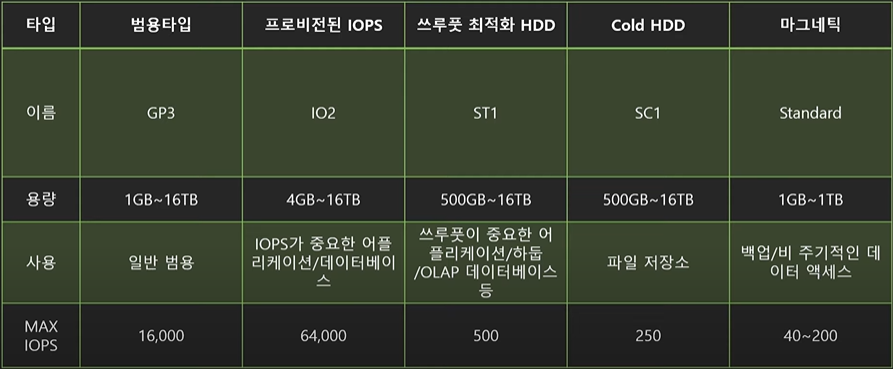 타입 범용타입 프로비전된 IOPS 쓰루풋 최적화 HDD Cold HDD 마그네틱
이름 GP3 IO2 ST1 SC1 Standard
용량 1GB~16TB 4GB~16TB 500GB~16TB 500GB~16TB 1GB~1TB
사용
일반 범용
IOPS가 중요한 어플
리케이션/데이터베이
스
쓰루풋이 중요한 어
플리케이션/하둡
/OLAP 데이터베이스
등
파일 저장소
백업/비 주기적인 데
이터 액세스
MAX
IOPS
16,000 64,000 500 250 40~200